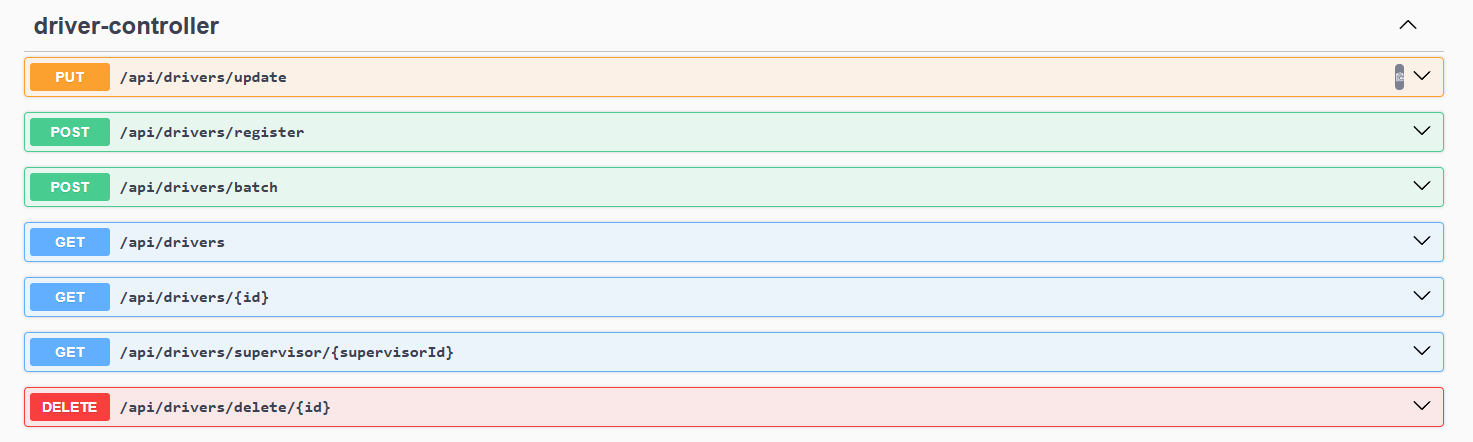 driver-controller
PUT /api/drivers/update
POST /api/drivers/register
POST /api/drivers/batch
GET /api/drivers
GET /api/drivers/{id}
GET /api/drivers/supervisor/{supervisorId}
DELETE /api/drivers/delete/{id}